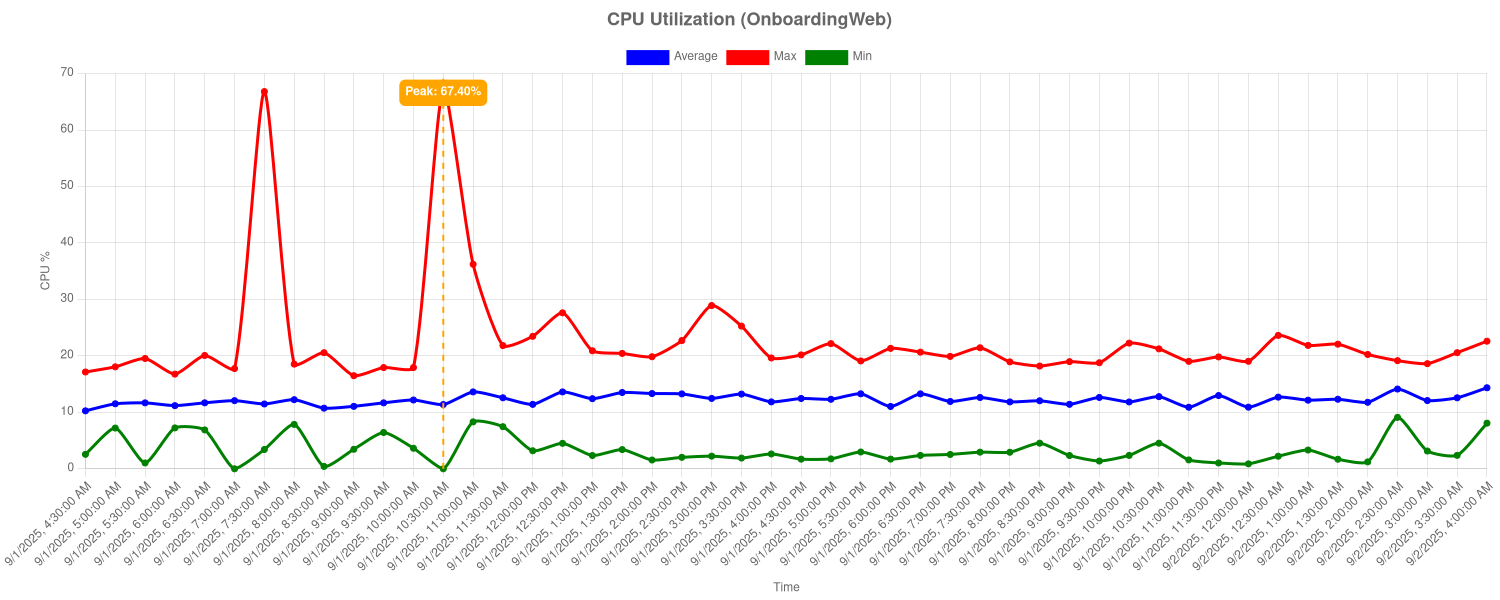 CPU Utilization (OnboardingWeb)
Average Max Min
Peak: 67.40%
CPU %
70
60
50
40
30
20
10
0
9/1/2025, 4:30:00 AM
9/1/2025, 5:00:00 AM
9/1/2025, 5:30:00 AM
9/1/2025, 6:00:00 AM
9/1/2025, 6:30:00 AM
9/1/2025, 7:00:00 AM
9/1/2025, 7:30:00 AM
9/1/2025, 8:00:00 AM
9/1/2025, 8:30:00 AM
9/1/2025, 9:00:00 AM
9/1/2025, 9:30:00 AM
9/1/2025, 10:00:00 AM
9/1/2025, 10:30:00 AM
9/1/2025, 11:00:00 AM
9/1/2025, 11:30:00 AM
9/1/2025, 12:00:00 PM
9/1/2025, 12:30:00 PM
9/1/2025, 1:00:00 PM
9/1/2025, 1:30:00 PM
9/1/2025, 2:00:00 PM
9/1/2025, 2:30:00 PM
9/1/2025, 3:00:00 PM
9/1/2025, 3:30:00 PM
9/1/2025, 4:00:00 PM
9/1/2025, 4:30:00 PM
9/1/2025, 5:00:00 PM
9/1/2025, 5:30:00 PM
9/1/2025, 6:00:00 PM
9/1/2025, 6:30:00 PM
9/1/2025, 7:00:00 PM
9/1/2025, 7:30:00 PM
9/1/2025, 8:00:00 PM
9/1/2025, 8:30:00 PM
9/1/2025, 9:00:00 PM
9/1/2025, 9:30:00 PM
9/1/2025, 10:00:00 PM
9/1/2025, 10:30:00 PM
9/1/2025, 11:00:00 PM
9/1/2025, 11:30:00 PM
9/2/2025, 12:00:00 AM
9/2/2025, 12:30:00 AM
9/2/2025, 1:00:00 AM
9/2/2025, 1:30:00 AM
9/2/2025, 2:00:00 AM
9/2/2025, 2:30:00 AM
9/2/2025, 3:00:00 AM
9/2/2025, 3:30:00 AM
9/2/2025, 4:00:00 AM
Time